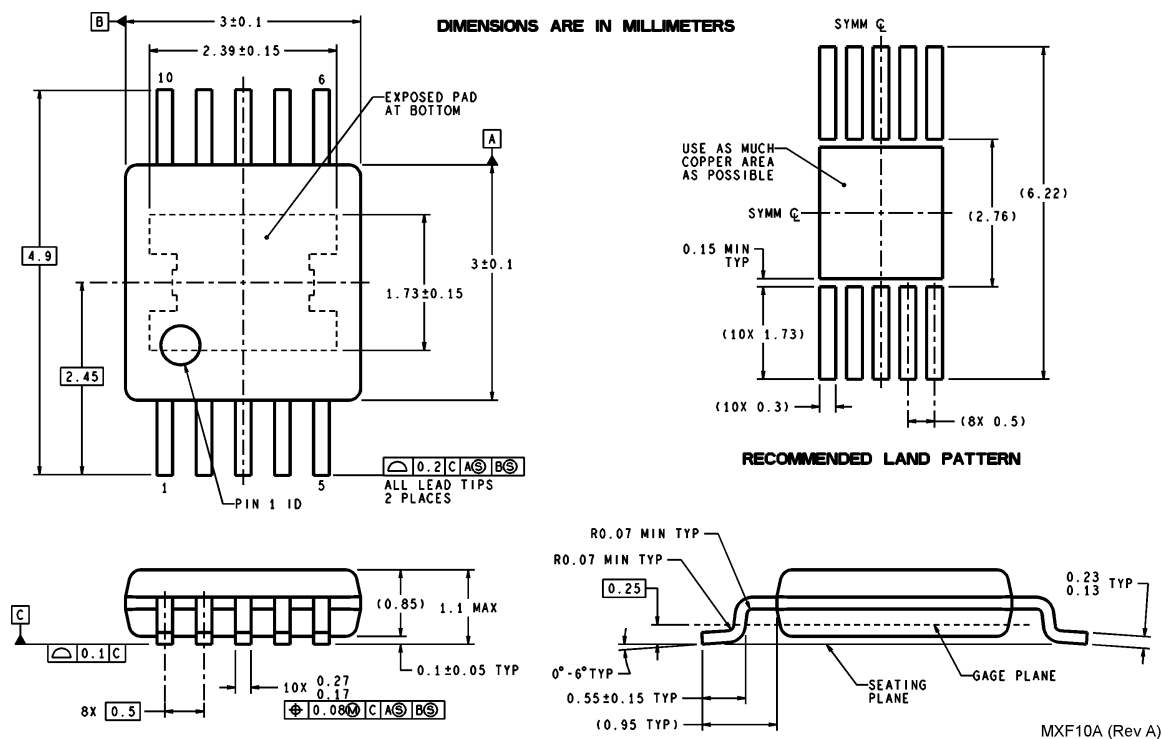 DIMENSIONS ARE IN MILLIMETERS
B
3±0.1
2.39±0.15
10
6
EXPOSED PAD
AT BOTTOM
A
4.9
2.45
1.73±0.15
3±0.1
1
5
PIN 1 ID
⌓ 0.2 C AⓈ BⓈ
ALL LEAD TIPS
2 PLACES
SYMM ℄
USE AS MUCH
COPPER AREA
AS POSSIBLE
SYMM ℄
0.15 MIN
TYP
(2.76)
(6.22)
(10X 1.73)
(10X 0.3)
(8X 0.5)
RECOMMENDED LAND PATTERN
C
⌓ 0.1 C
(0.85)
1.1 MAX
0.1±0.05 TYP
8X 0.5
10X 0.27
0.17
⌖ 0.08Ⓜ C AⓈ BⓈ
R0.07 MIN TYP
R0.07 MIN TYP
0.25
0°-6°TYP
0.55±0.15 TYP
(0.95 TYP)
SEATING
PLANE
GAGE PLANE
0.23
0.13 TYP
MXF10A (Rev A)